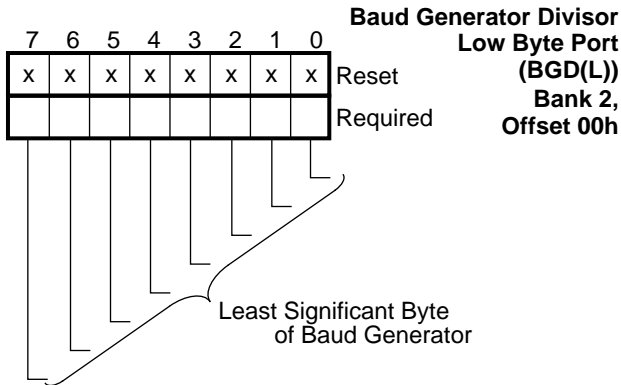 Baud Generator Divisor
Low Byte Port
(BGD(L))
Bank 2,
Offset 00h
7 6 5 4 3 2 1 0
x x x x x x x x Reset
Required
Least Significant Byte
of Baud Generator